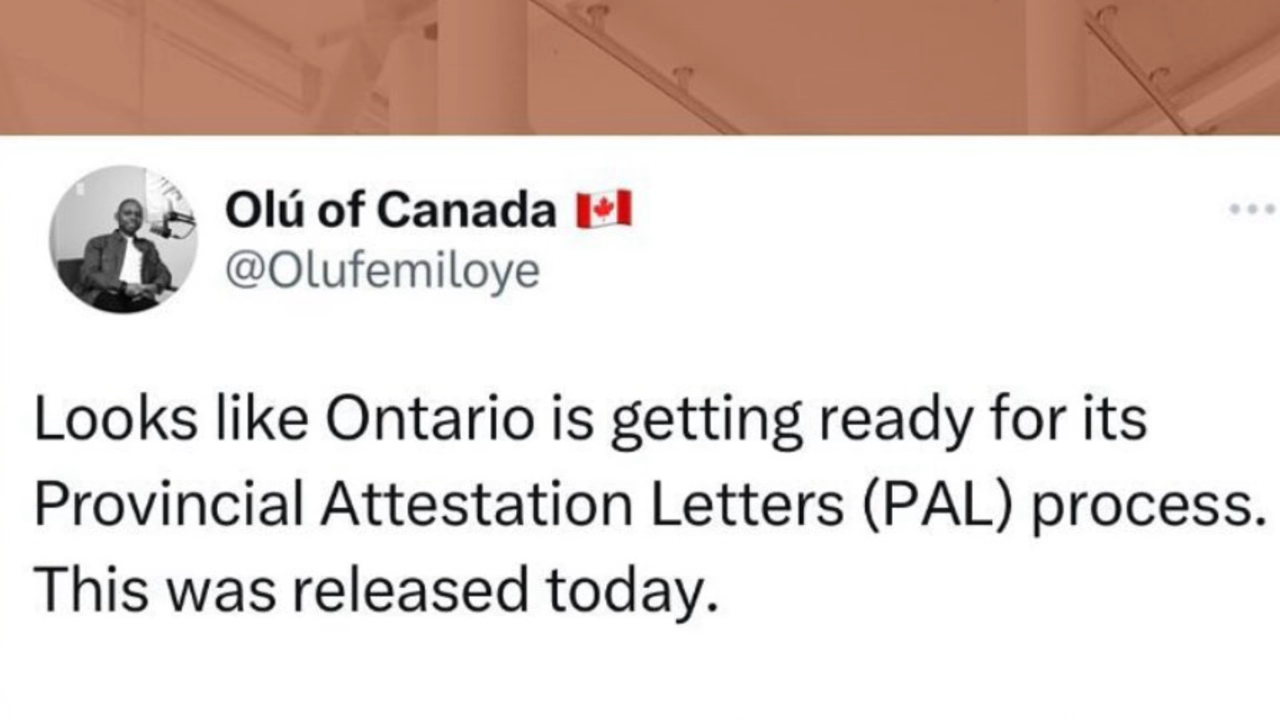 Olú of Canada 🇨🇦
@Olufemiloye
Looks like Ontario is getting ready for its
Provincial Attestation Letters (PAL) process.
This was released today.